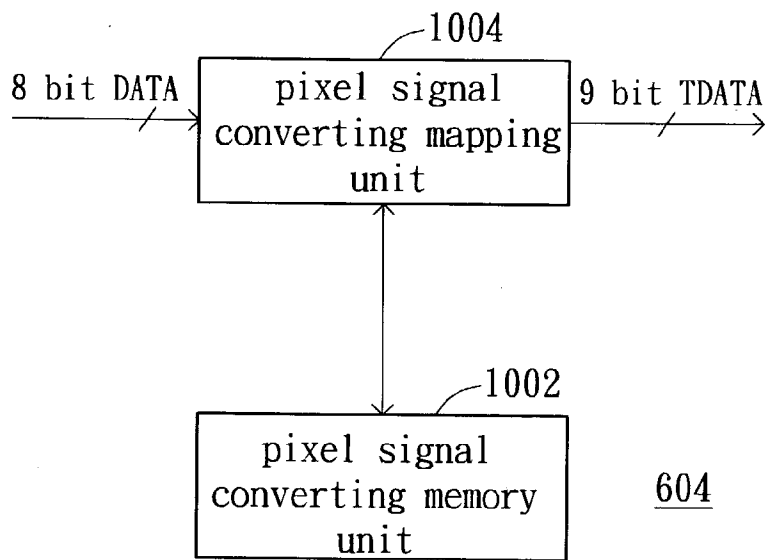 1004
8 bit DATA
pixel signal
converting mapping
unit
9 bit TDATA
1002
pixel signal
converting memory
unit
604